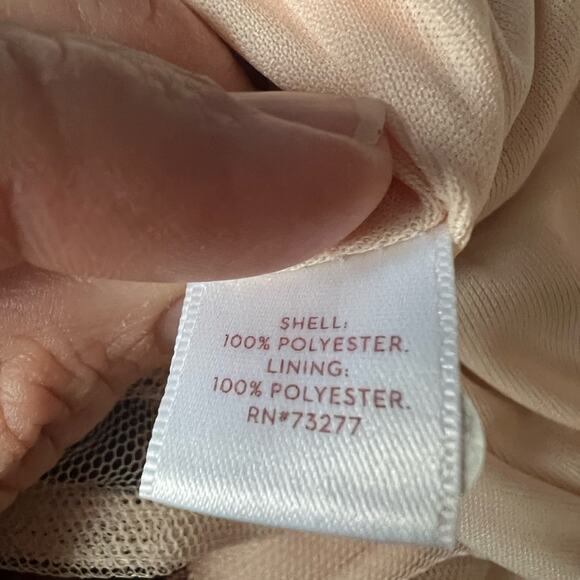 SHELL:
100% POLYESTER.
LINING:
100% POLYESTER.
RN#73277